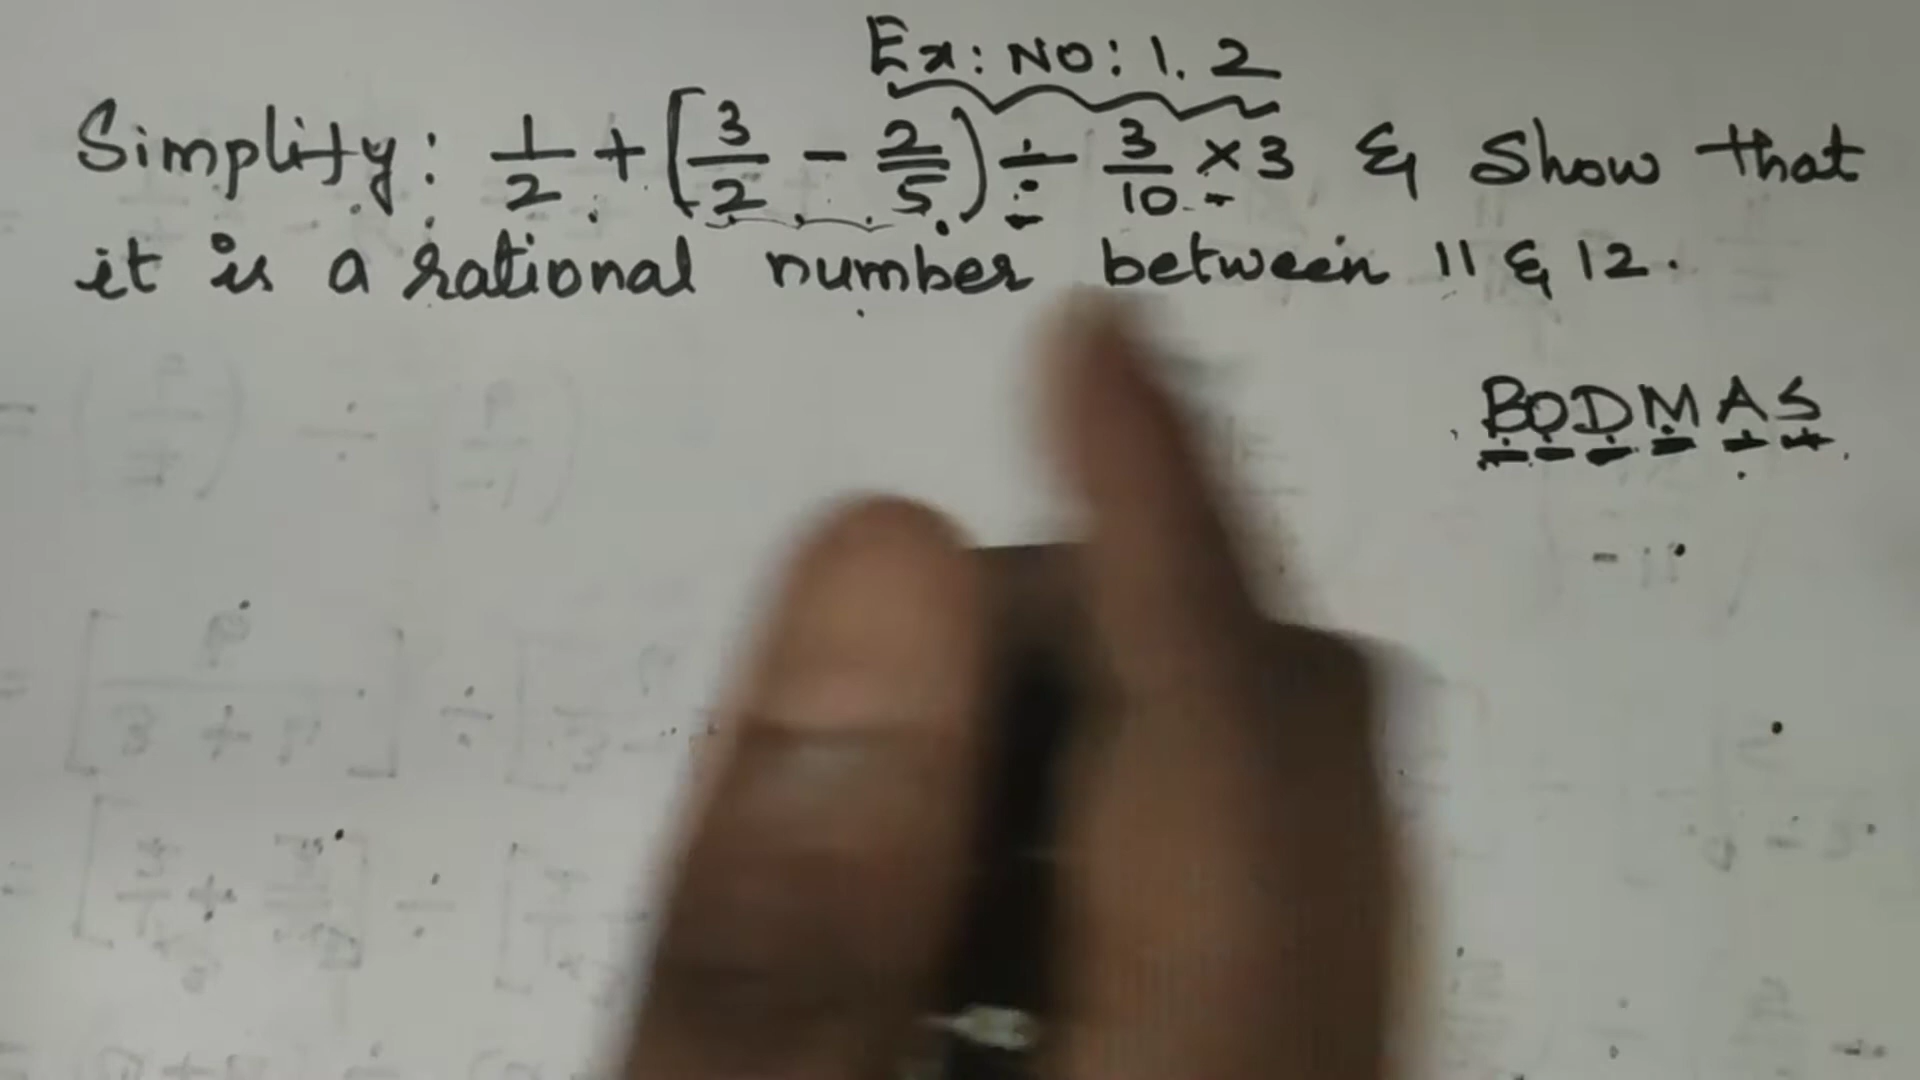 Ex: NO: 1. 2
Simplify: 1/2 + [3/2 - 2/5) ÷ 3/10 × 3 & Show that
it is a rational number between 11 & 12.
BODMAS